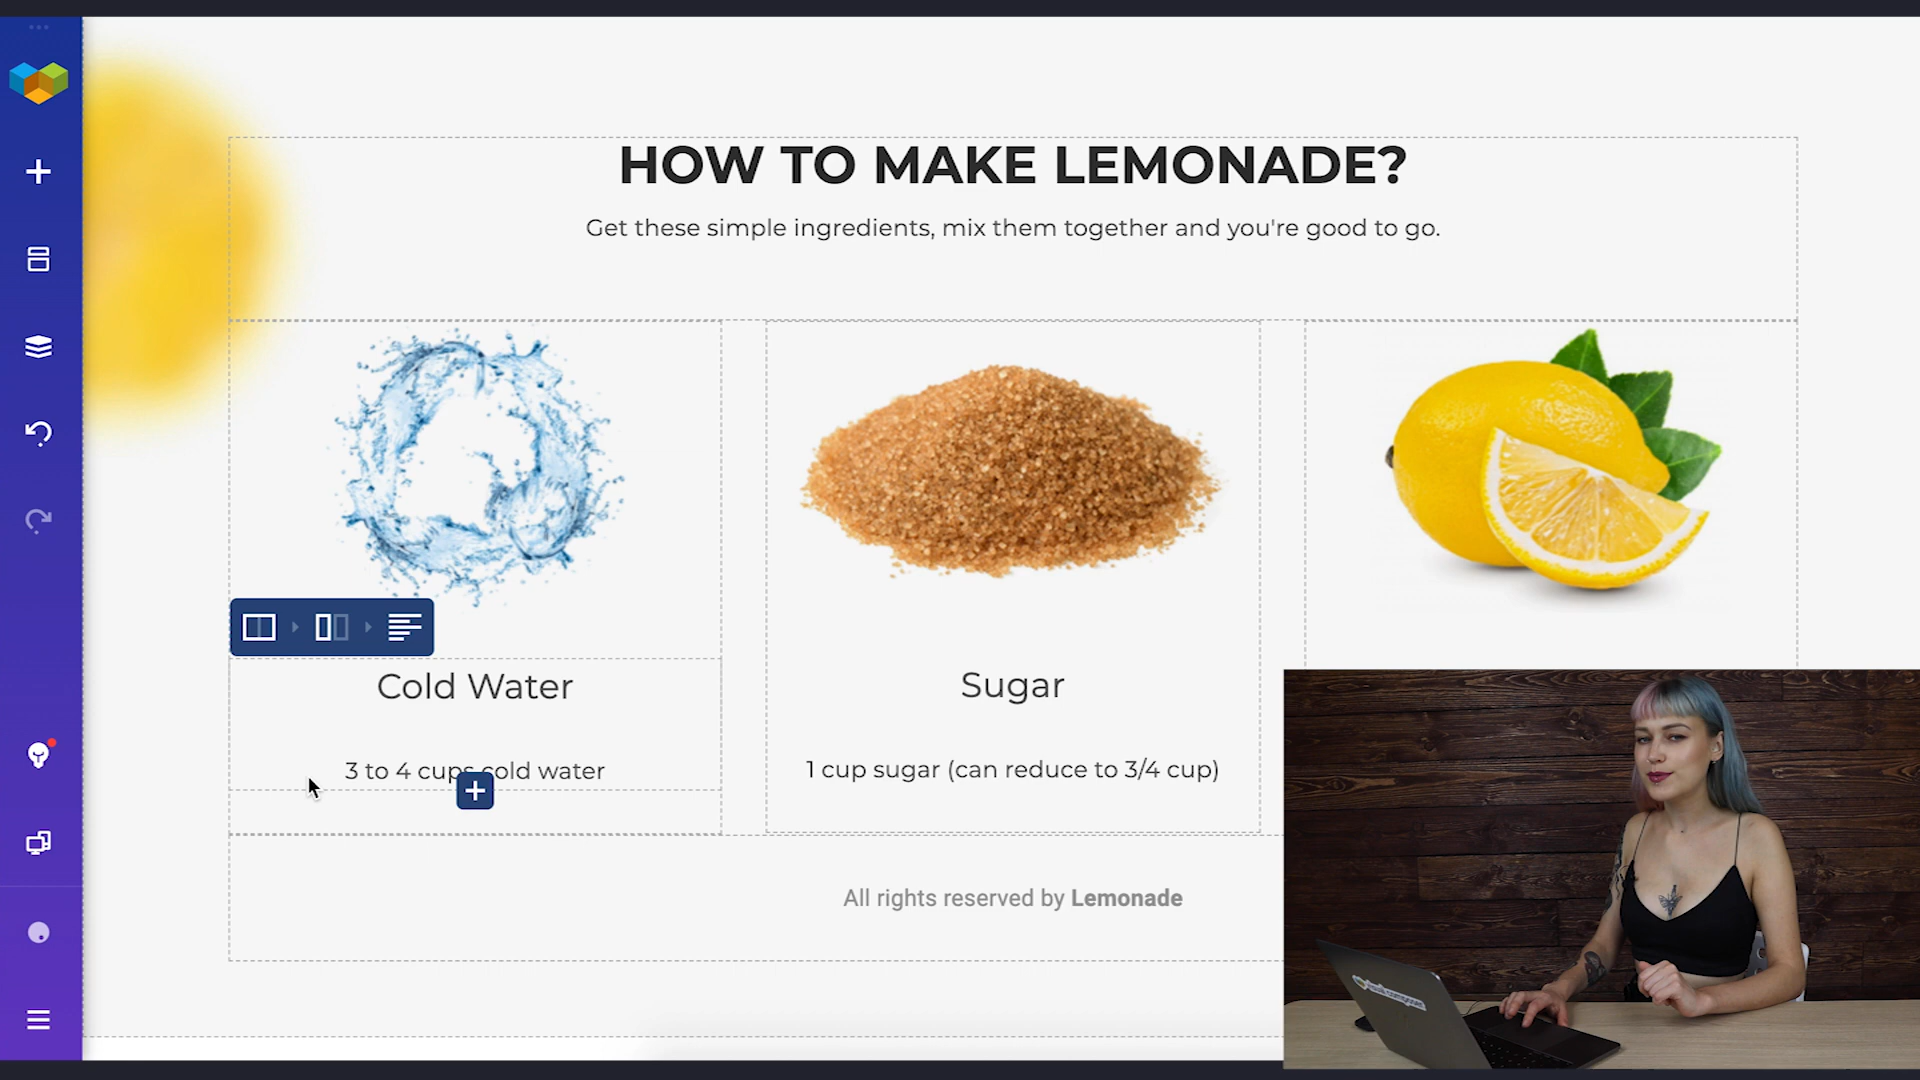 HOW TO MAKE LEMONADE?
Get these simple ingredients, mix them together and you're good to go.
Cold Water
Sugar
3 to 4 cups cold water
1 cup sugar (can reduce to 3/4 cup)
All rights reserved by Lemonade